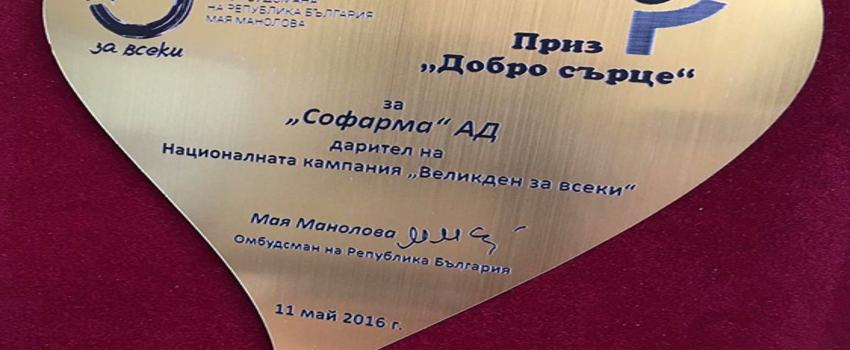 НА РЕПУБЛИКА БЪЛГАРИЯ
МАЯ МАНОЛОВА
за всеки
Приз
„Добро сърце“
за
„Софарма“ АД
дарител на
Националната кампания „Великден за всеки“
Мая Манолова
Омбудсман на Република България
11 май 2016 г.